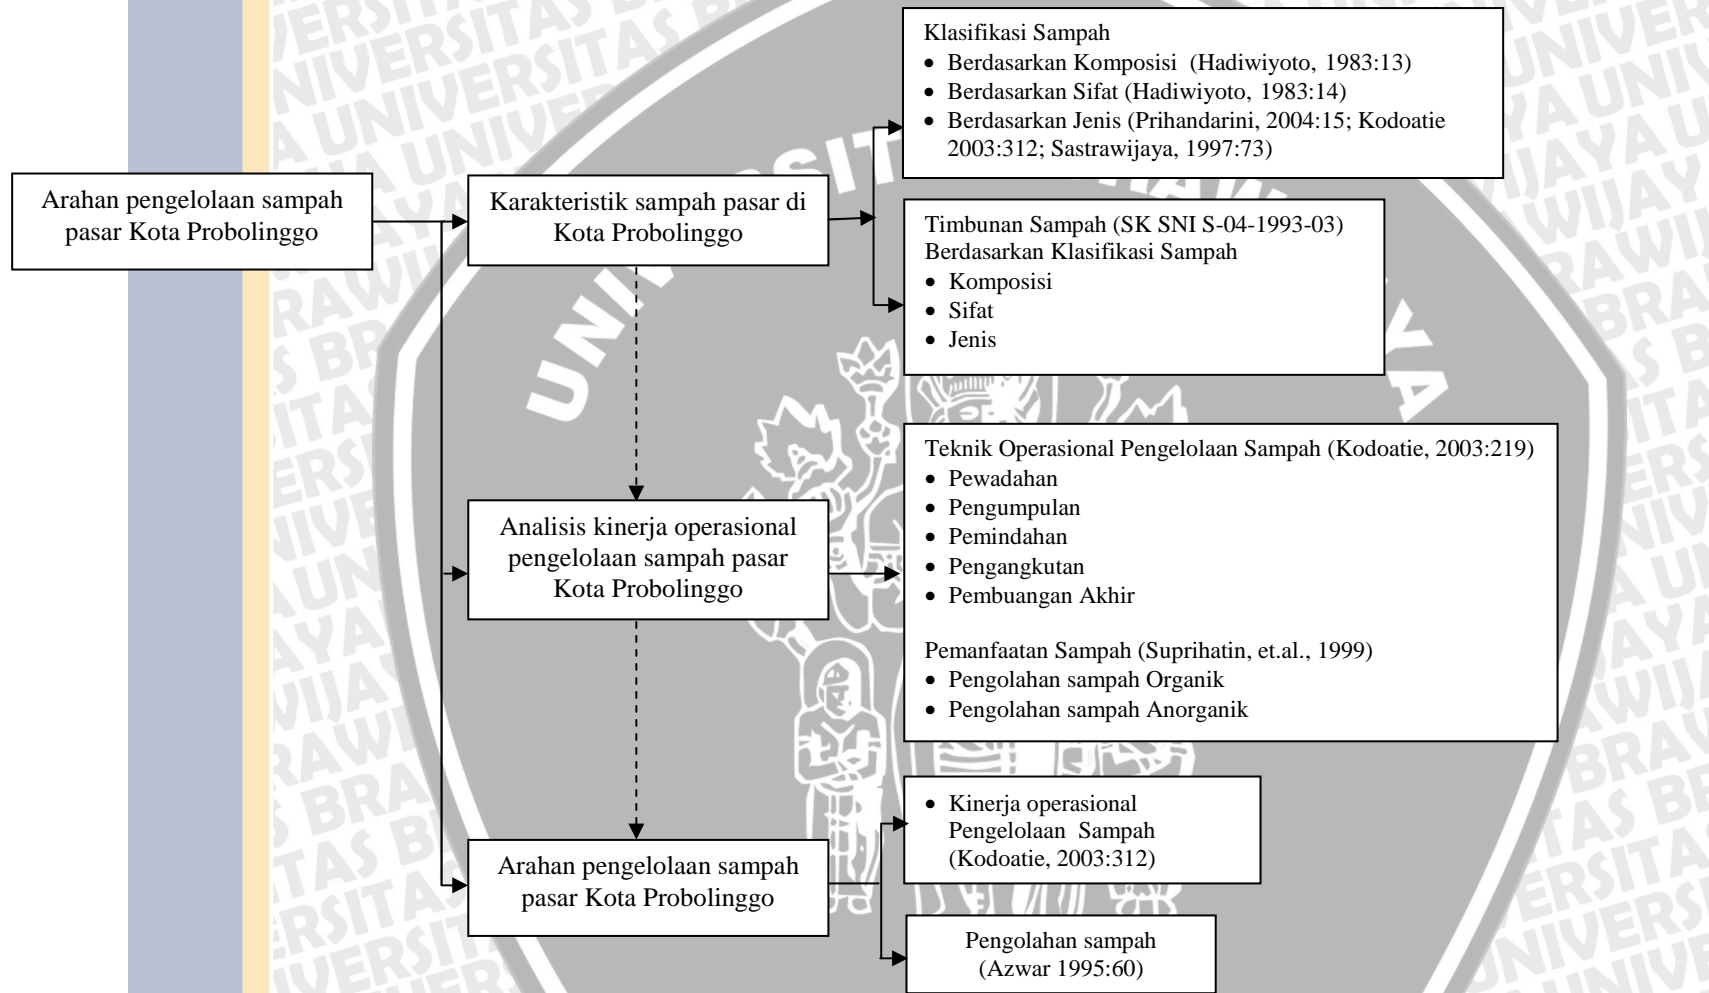 Arahan pengelolaan sampah
pasar Kota Probolinggo
Karakteristik sampah pasar di
Kota Probolinggo
Klasifikasi Sampah
• Berdasarkan Komposisi (Hadiwiyoto, 1983:13)
• Berdasarkan Sifat (Hadiwiyoto, 1983:14)
• Berdasarkan Jenis (Prihandarini, 2004:15; Kodoatie
2003:312; Sastrawijaya, 1997:73)
Timbunan Sampah (SK SNI S-04-1993-03)
Berdasarkan Klasifikasi Sampah
• Komposisi
• Sifat
• Jenis
Analisis kinerja operasional
pengelolaan sampah pasar
Kota Probolinggo
Teknik Operasional Pengelolaan Sampah (Kodoatie, 2003:219)
• Pewadahan
• Pengumpulan
• Pemindahan
• Pengangkutan
• Pembuangan Akhir
Pemanfaatan Sampah (Suprihatin, et.al., 1999)
• Pengolahan sampah Organik
• Pengolahan sampah Anorganik
Arahan pengelolaan sampah
pasar Kota Probolinggo
• Kinerja operasional
Pengelolaan Sampah
(Kodoatie, 2003:312)
Pengolahan sampah
(Azwar 1995:60)